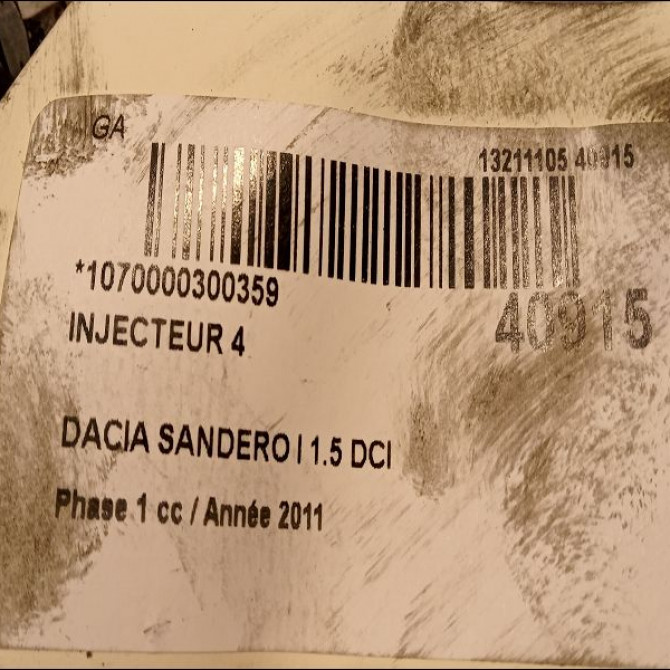 GA
13211105 40915
*1070000300359
40915
INJECTEUR 4
DACIA SANDERO I 1.5 DCI
Phase 1 cc / Année 2011